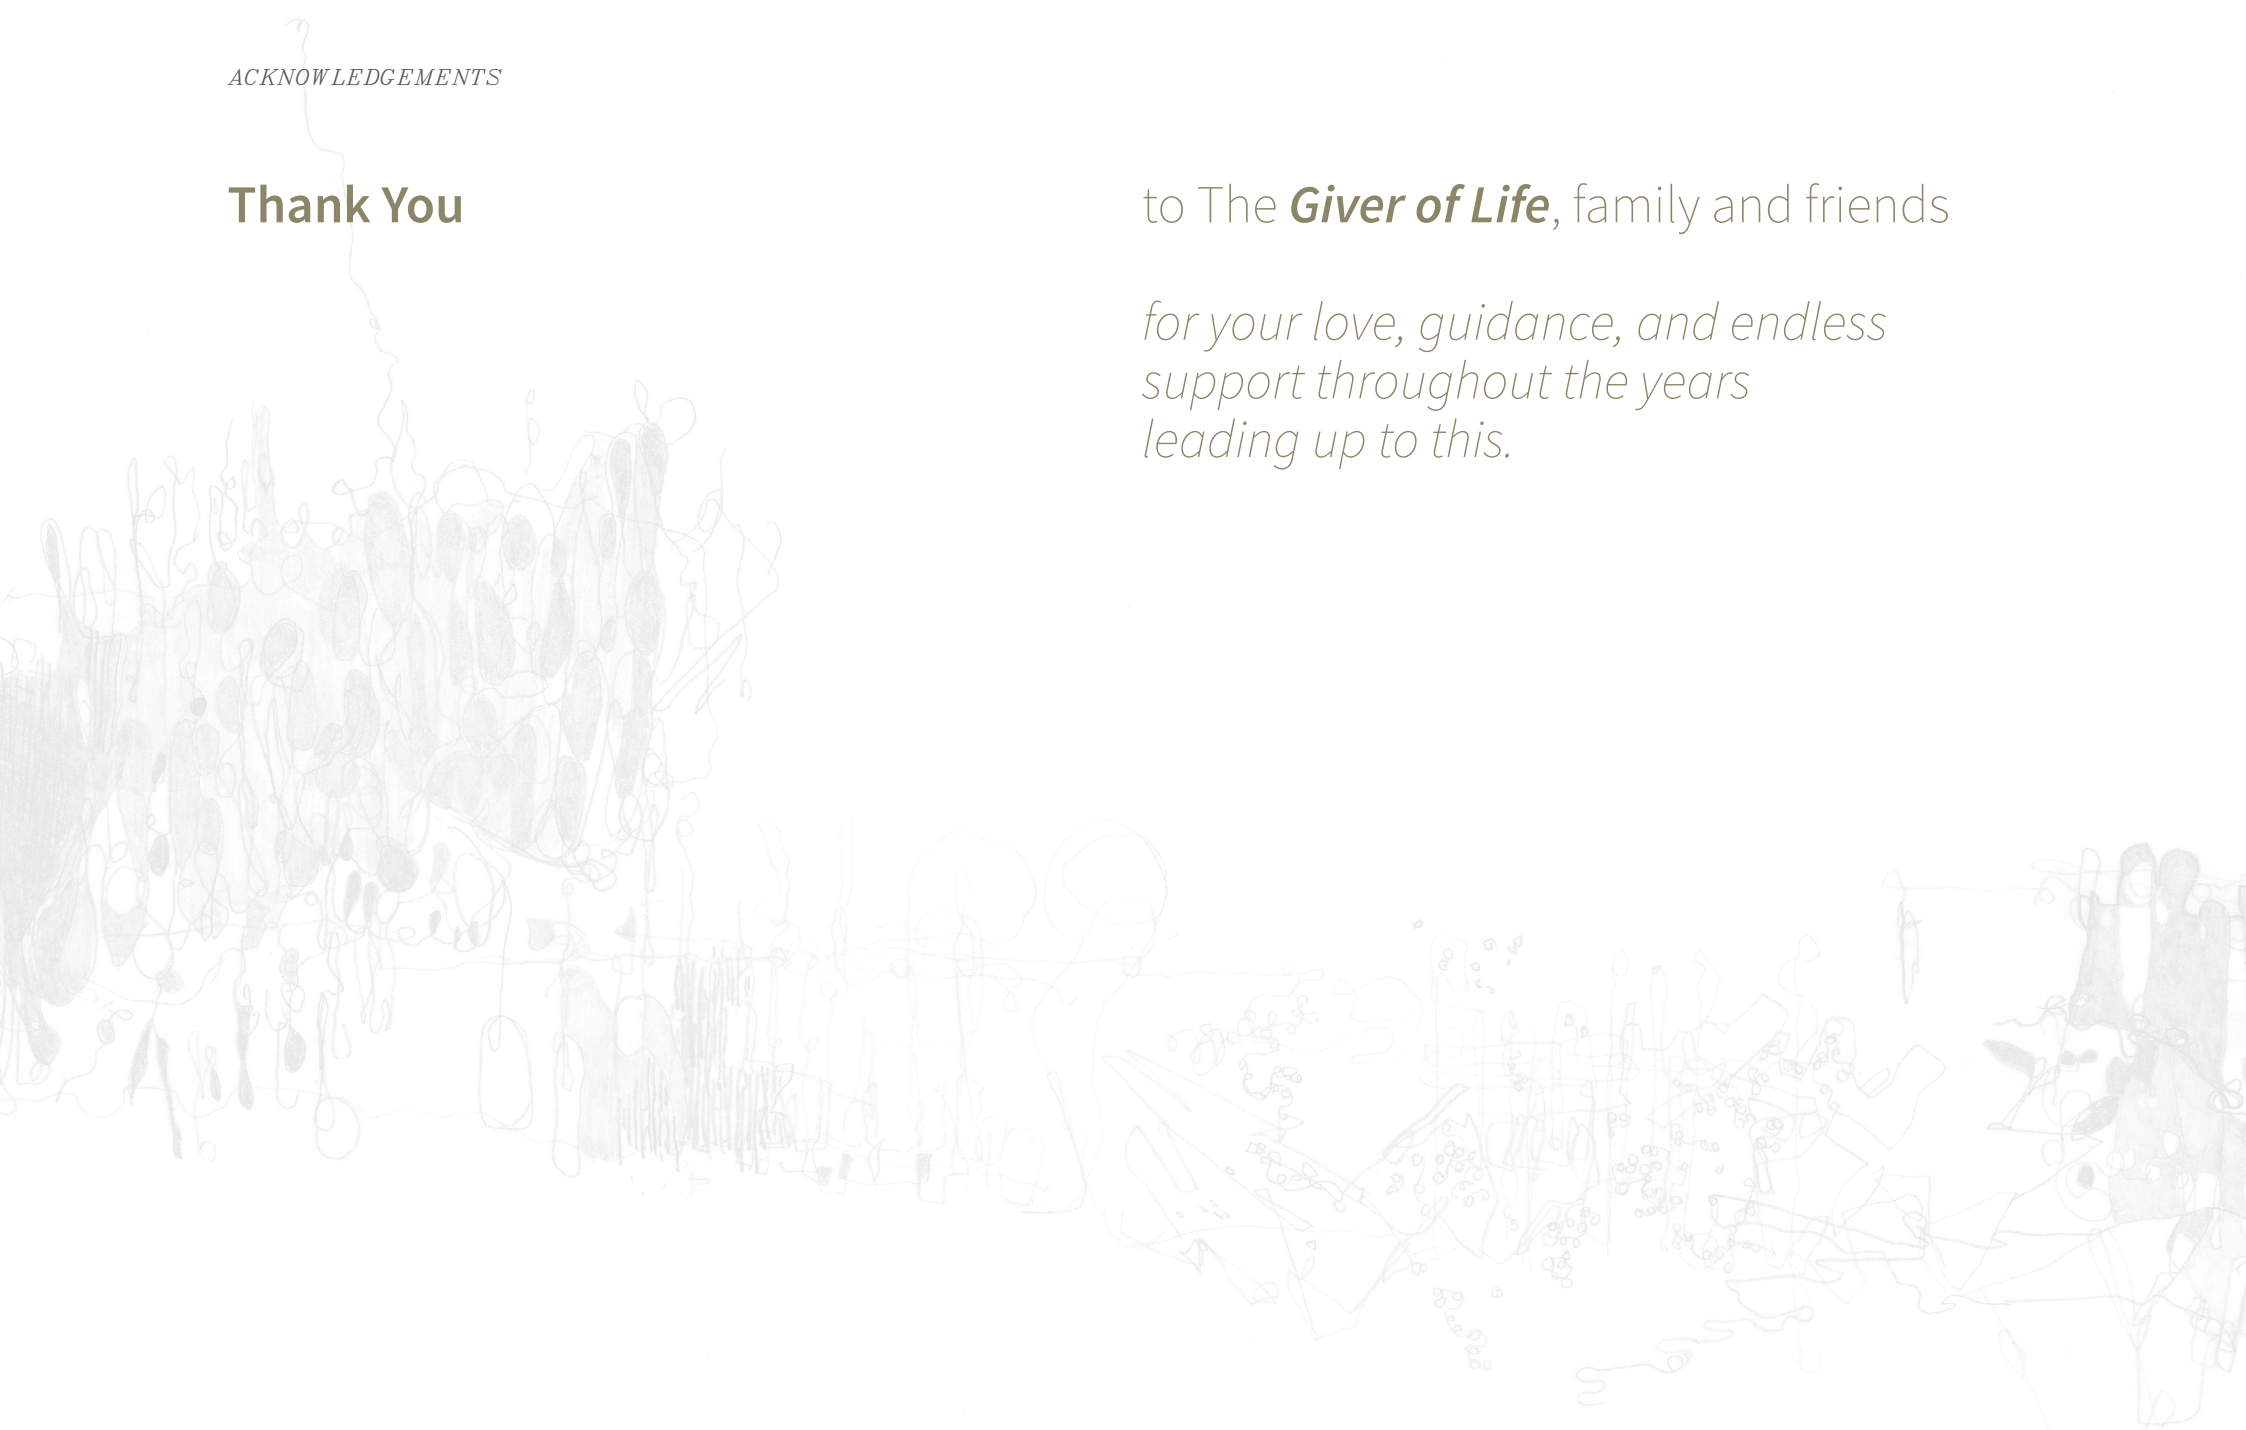 ACKNOWLEDGEMENTS
Thank You
to The Giver of Life, family and friends
for your love, guidance, and endless
support throughout the years
leading up to this.